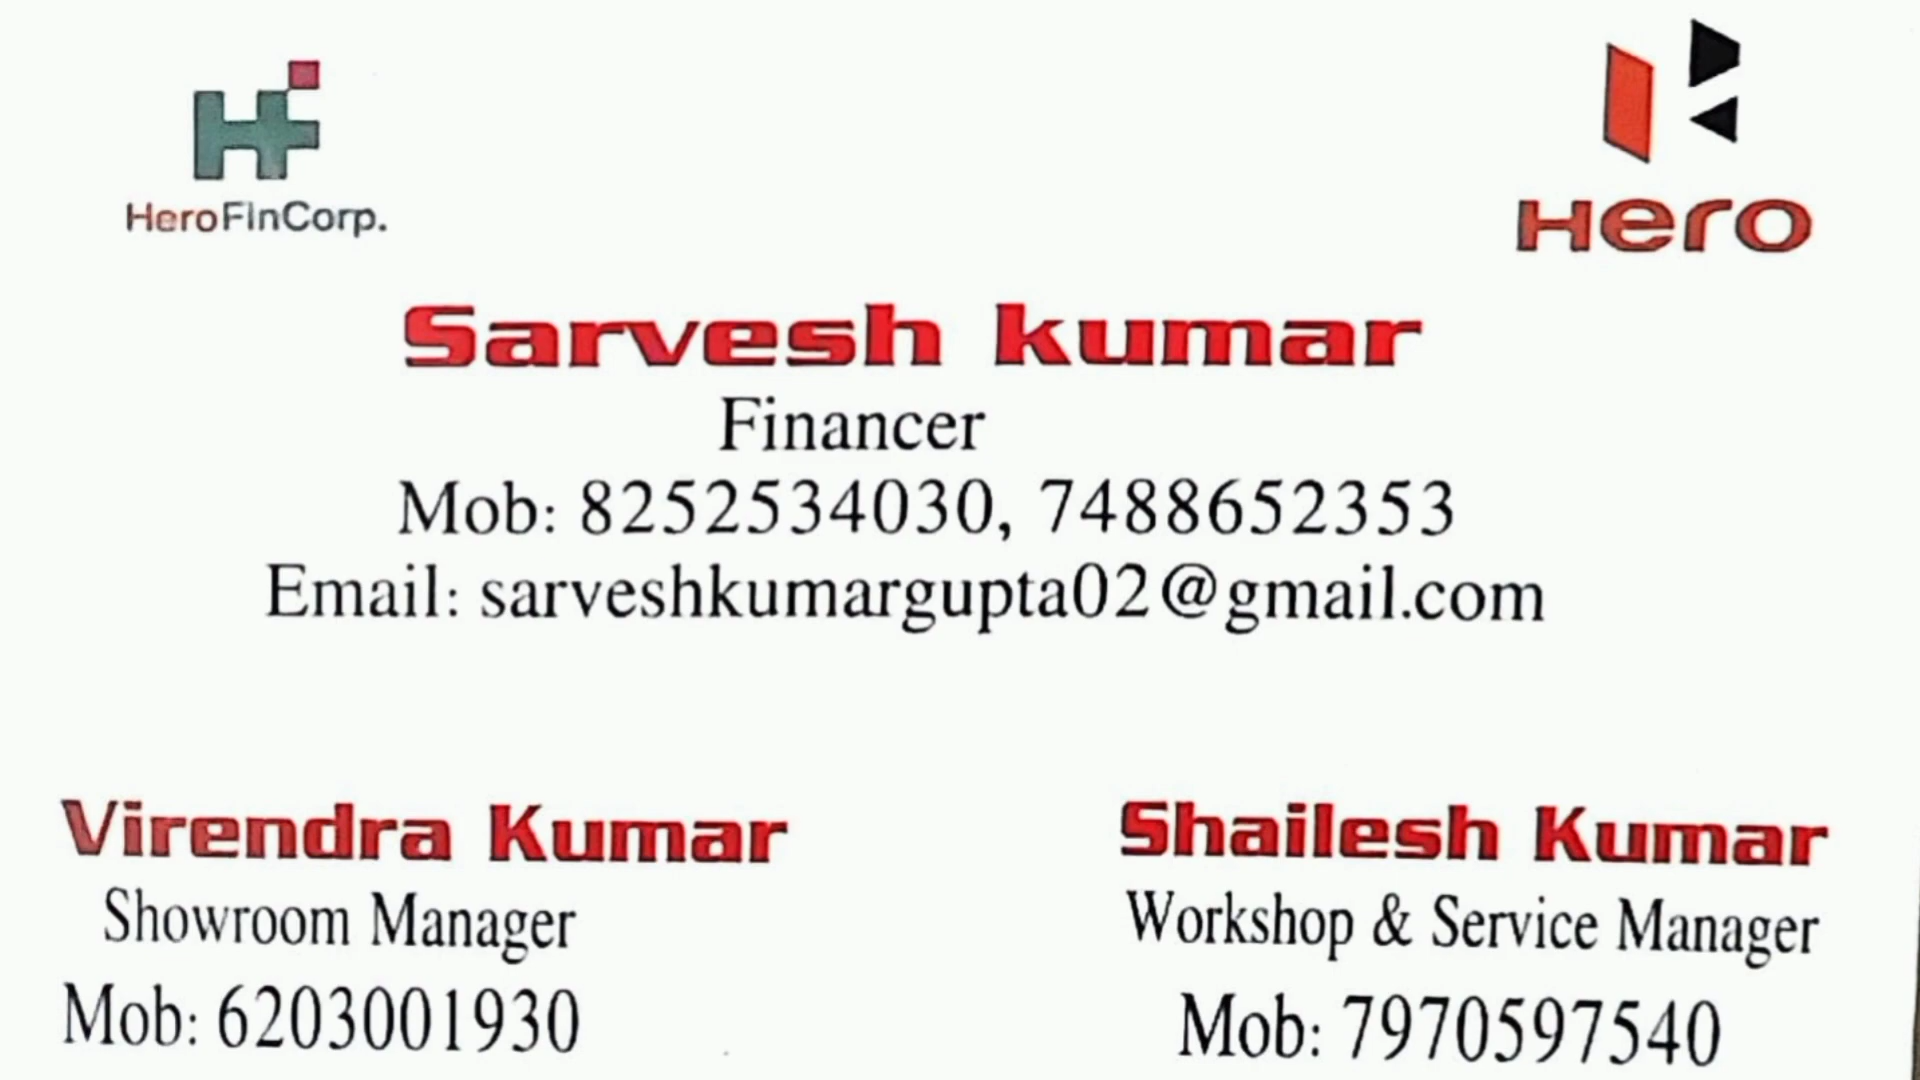 HeroFinCorp.
Hero
Sarvesh kumar
Financer
Mob: 8252534030, 7488652353
Email: sarveshkumargupta02@gmail.com
Virendra Kumar
Showroom Manager
Mob: 6203001930
Shailesh Kumar
Workshop & Service Manager
Mob: 7970597540